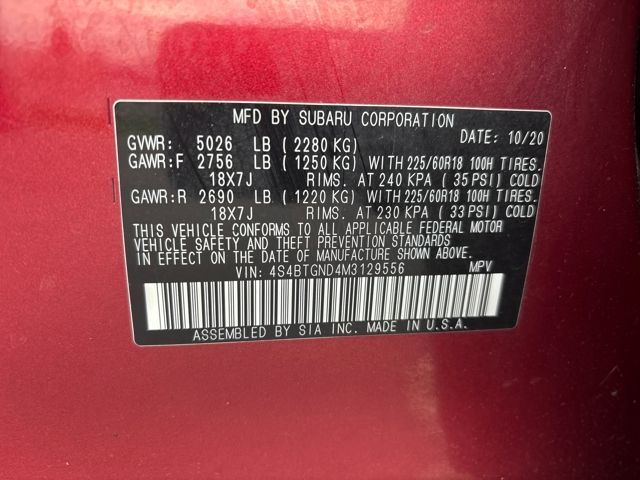 MFD BY SUBARU CORPORATION
GVWR: 5026 LB (2280 KG) DATE: 10/20
GAWR:F 2756 LB (1250 KG) WITH 225/60R18 100H TIRES.
18X7J RIMS. AT 240 KPA (35 PSI) COLD
GAWR:R 2690 LB (1220 KG) WITH 225/60R18 100H TIRES.
18X7J RIMS. AT 230 KPA (33 PSI) COLD
THIS VEHICLE CONFORMS TO ALL APPLICABLE FEDERAL MOTOR
VEHICLE SAFETY AND THEFT PREVENTION STANDARDS
IN EFFECT ON THE DATE OF MANUFACTURE SHOWN ABOVE.
VIN: 4S4BTGND4M3129556 MPV
ASSEMBLED BY SIA INC. MADE IN U.S.A.